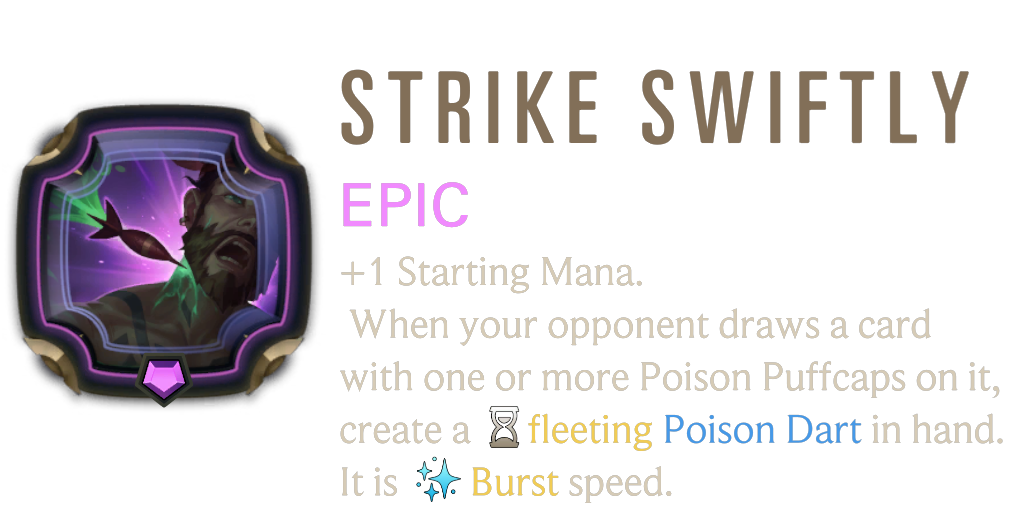 STRIKE SWIFTLY
EPIC
+1 Starting Mana.
When your opponent draws a card
with one or more Poison Puffcaps on it,
create a fleeting Poison Dart in hand.
It is Burst speed.